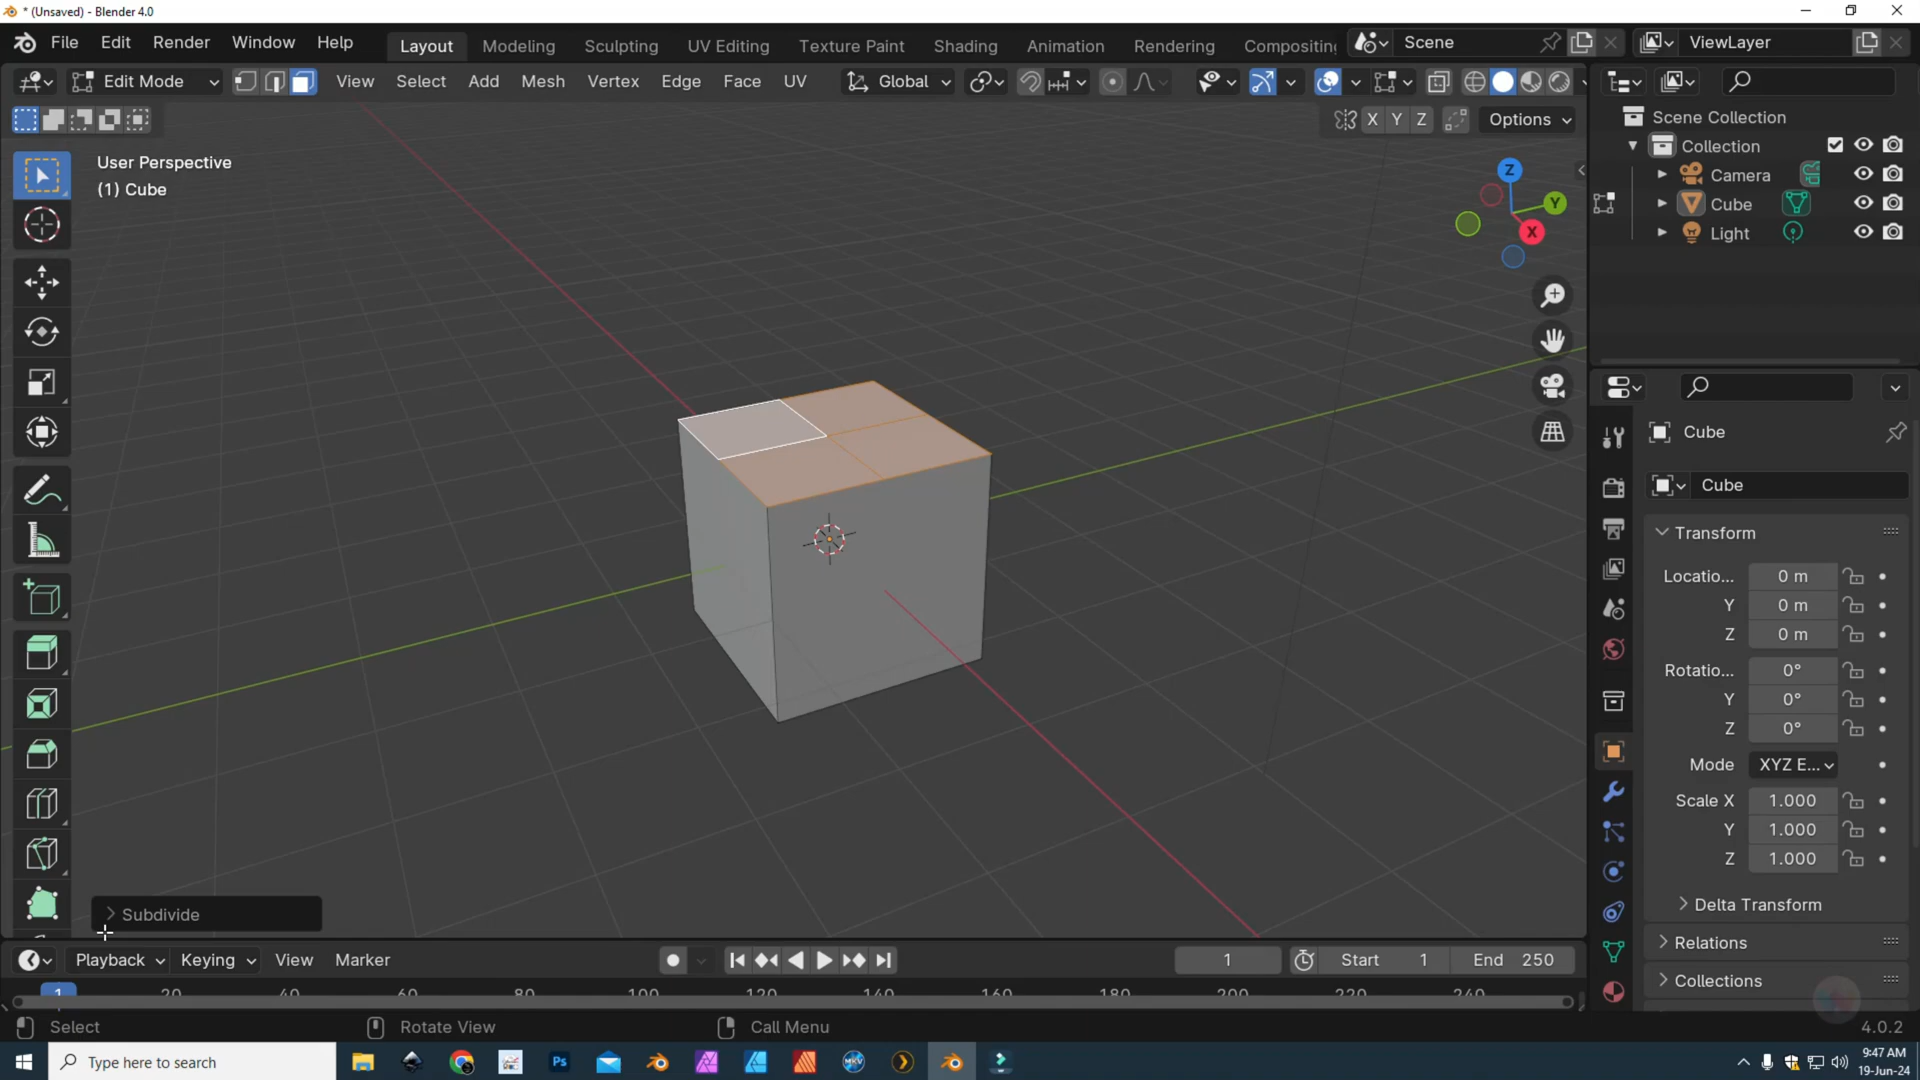 * (Unsaved) - Blender 4.0
File Edit Render Window Help Layout Modeling Sculpting UV Editing Texture Paint Shading Animation Rendering Compositing Scene ViewLayer
Edit Mode View Select Add Mesh Vertex Edge Face UV Global
X Y Z Options
User Perspective
(1) Cube
Z
Y
X
Scene Collection
Collection
Camera
Cube
Light
Cube
Cube
Transform
Locatio... 0 m
Y 0 m
Z 0 m
Rotatio... 0°
Y 0°
Z 0°
Mode XYZ E...
Scale X 1.000
Y 1.000
Z 1.000
Delta Transform
Relations
Collections
Subdivide
Playback Keying View Marker 1 Start 1 End 250
1 20 40 60 80 100 120 140 160 180 200 220 240
Select Rotate View Call Menu 4.0.2
Type here to search
Ps
MKV
9:47 AM
19-Jun-24